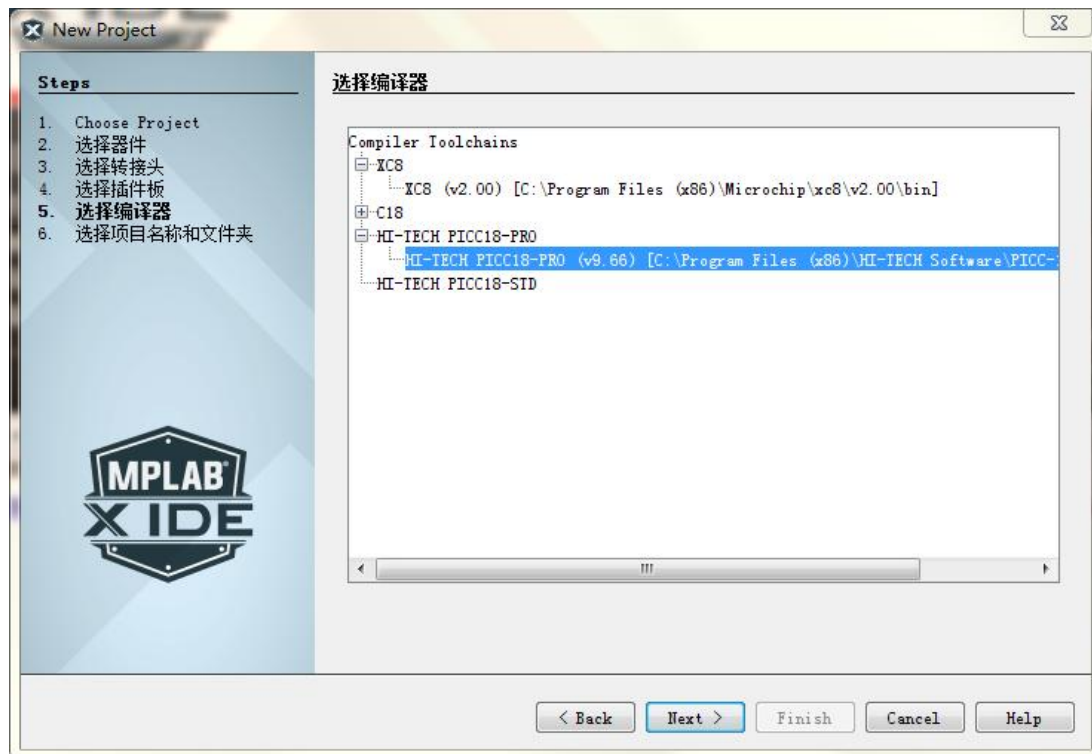 New Project
Steps
1. Choose Project
2. 选择器件
3. 选择转接头
4. 选择插件板
5. 选择编译器
6. 选择项目名称和文件夹
MPLAB
X IDE
选择编译器
Compiler Toolchains
XC8
XC8 (v2.00) [C:\Program Files (x86)\Microchip\xc8\v2.00\bin]
C18
HI-TECH PICC18-PRO
HI-TECH PICC18-PRO (v9.66) [C:\Program Files (x86)\HI-TECH Software\PICC-
HI-TECH PICC18-STD
< Back Next > Finish Cancel Help